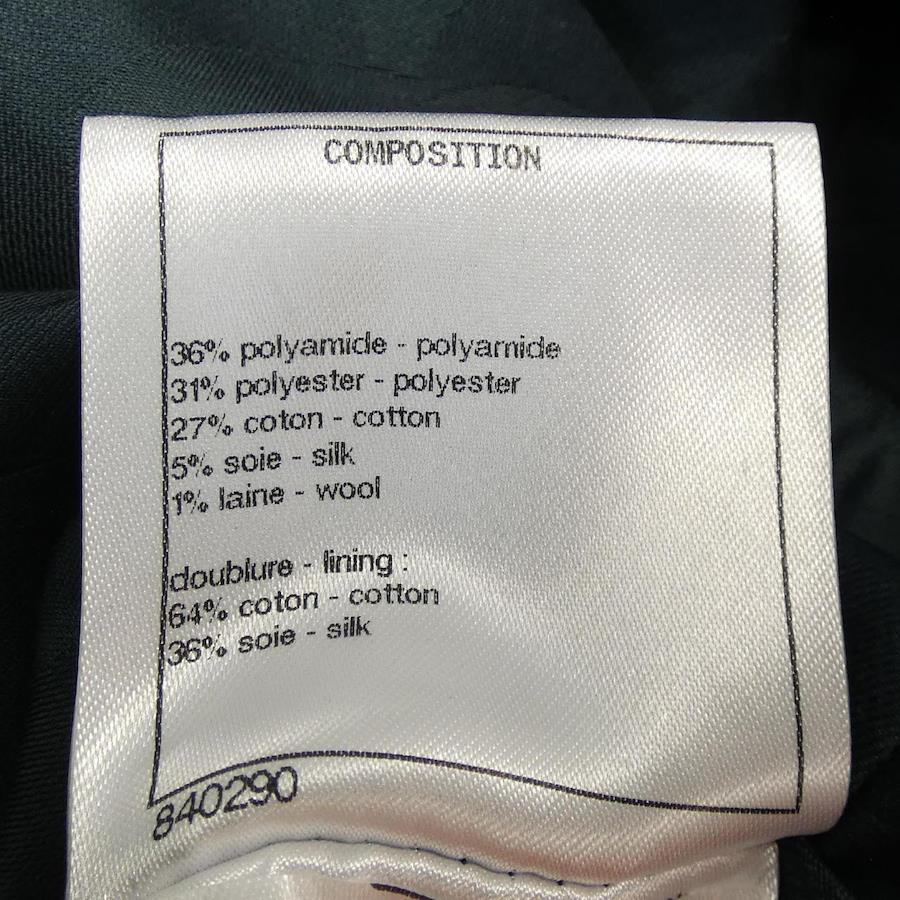 COMPOSITION
36% polyamide - polyamide
31% polyester - polyester
27% coton - cotton
5% soie - silk
1% laine - wool
doublure - lining :
64% coton - cotton
36% soie - silk
840290